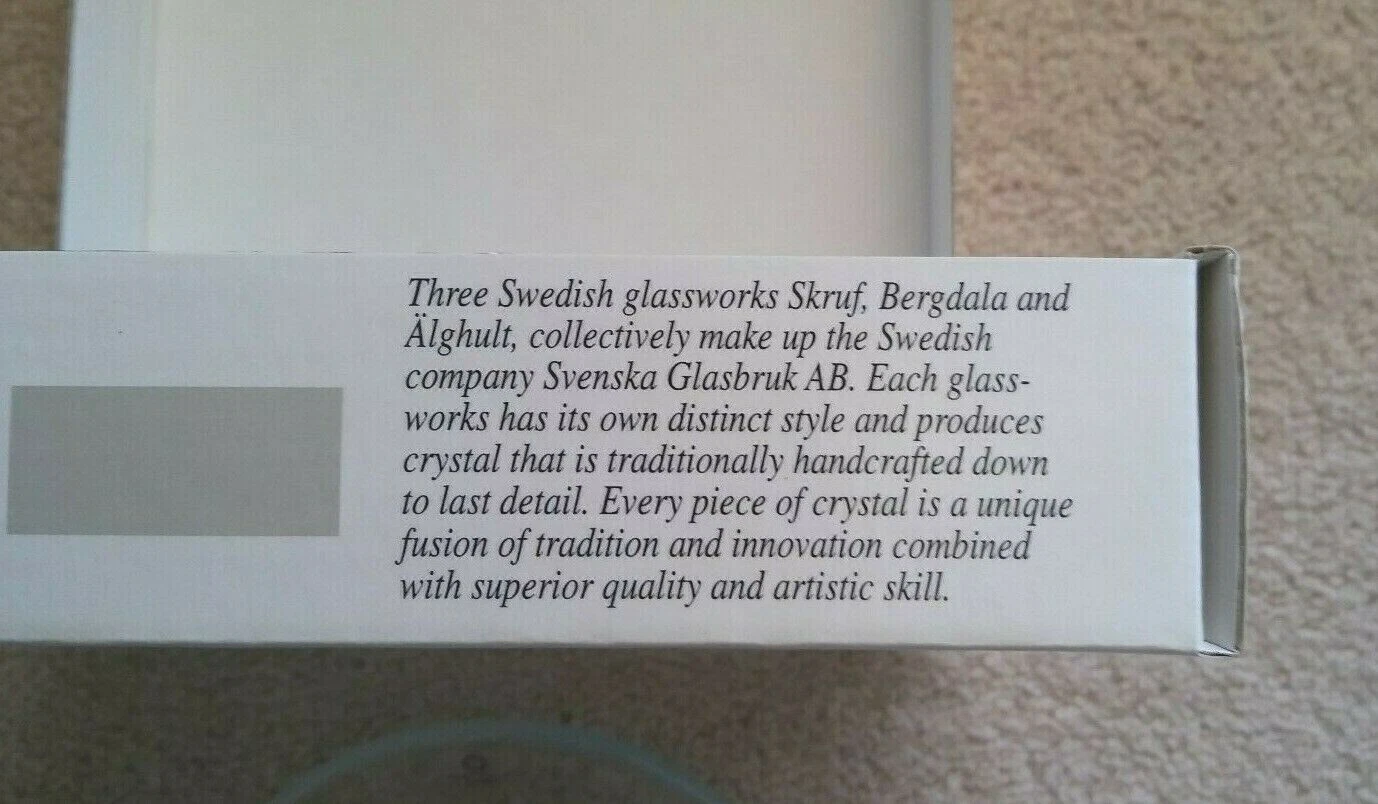 Three Swedish glassworks Skruf, Bergdala and
Älghult, collectively make up the Swedish
company Svenska Glasbruk AB. Each glass-
works has its own distinct style and produces
crystal that is traditionally handcrafted down
to last detail. Every piece of crystal is a unique
fusion of tradition and innovation combined
with superior quality and artistic skill.